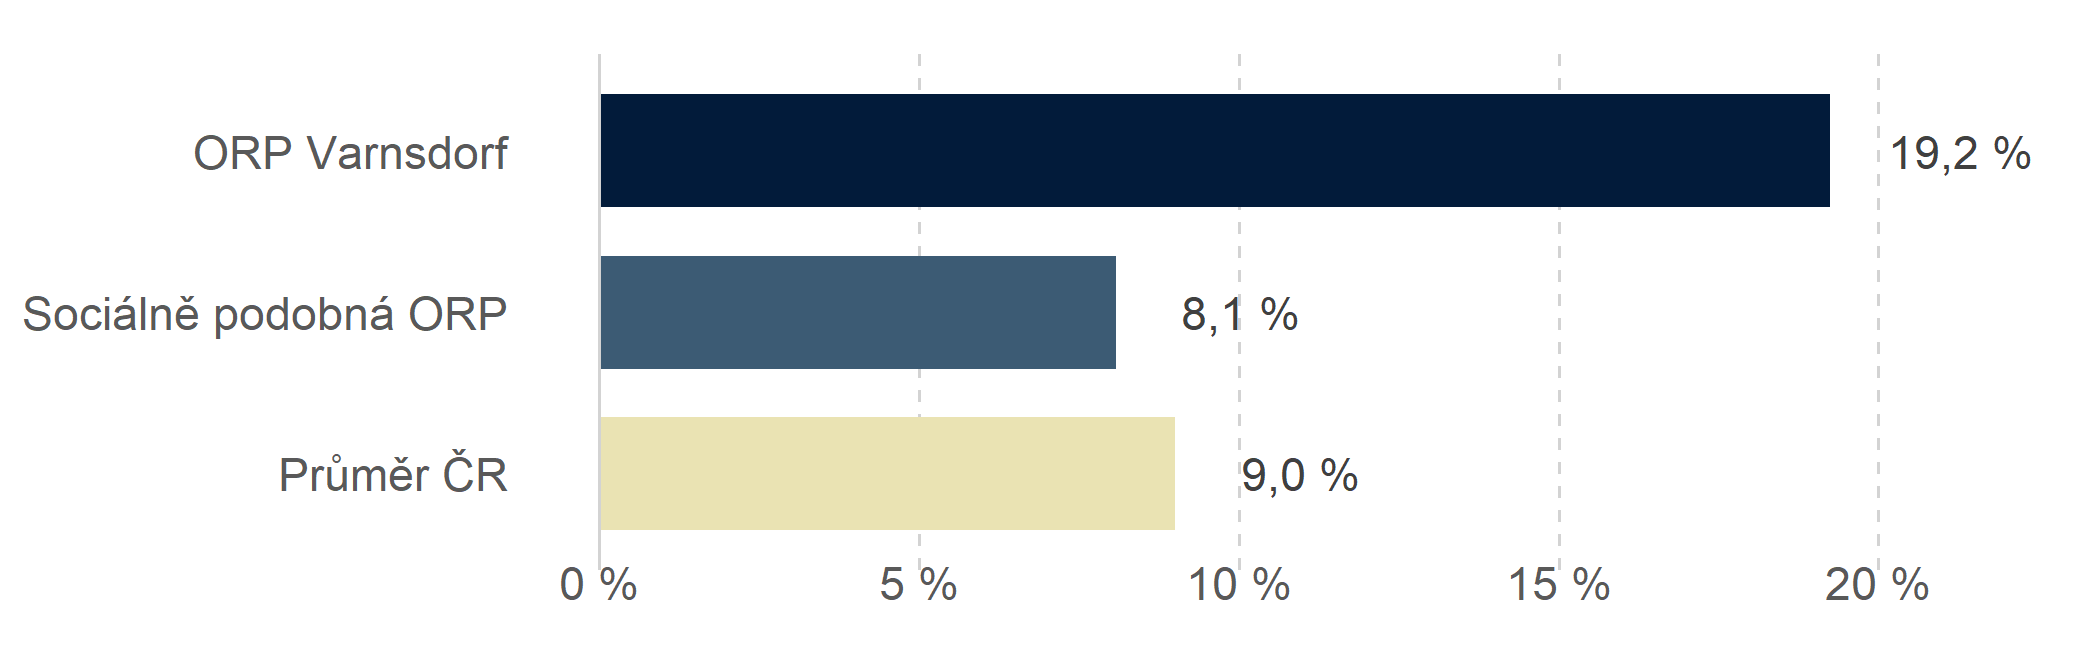 ORP Varnsdorf 19,2 %
Sociálně podobná ORP 8,1 %
Průměr ČR 9,0 %
0 % 5 % 10 % 15 % 20 %